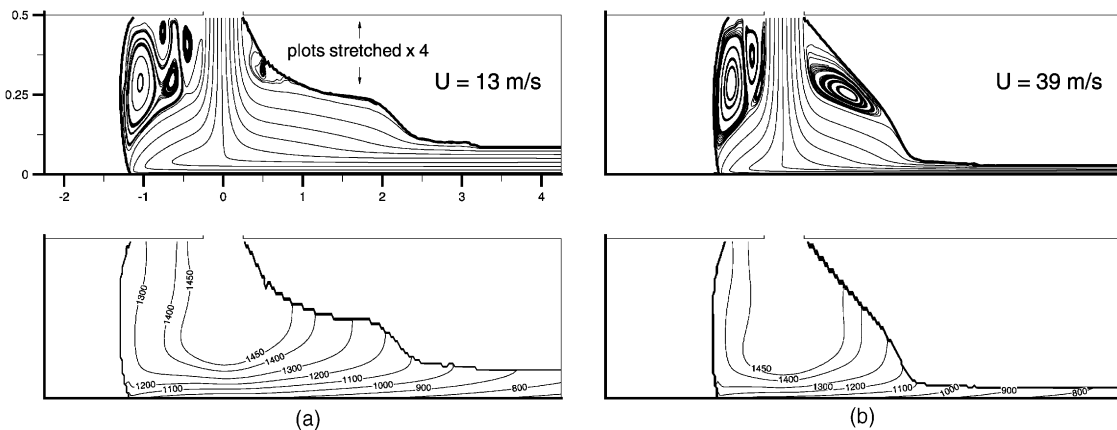 0.5
plots stretched x 4
U = 13 m/s
U = 39 m/s
0.25
0
-2 -1 0 1 2 3 4
1300 1400 1450 1450 1400 1300 1200 1100 1000 900 800 1200 1100
1450 1400 1300 1200 1100 1000 900 800
(a) (b)